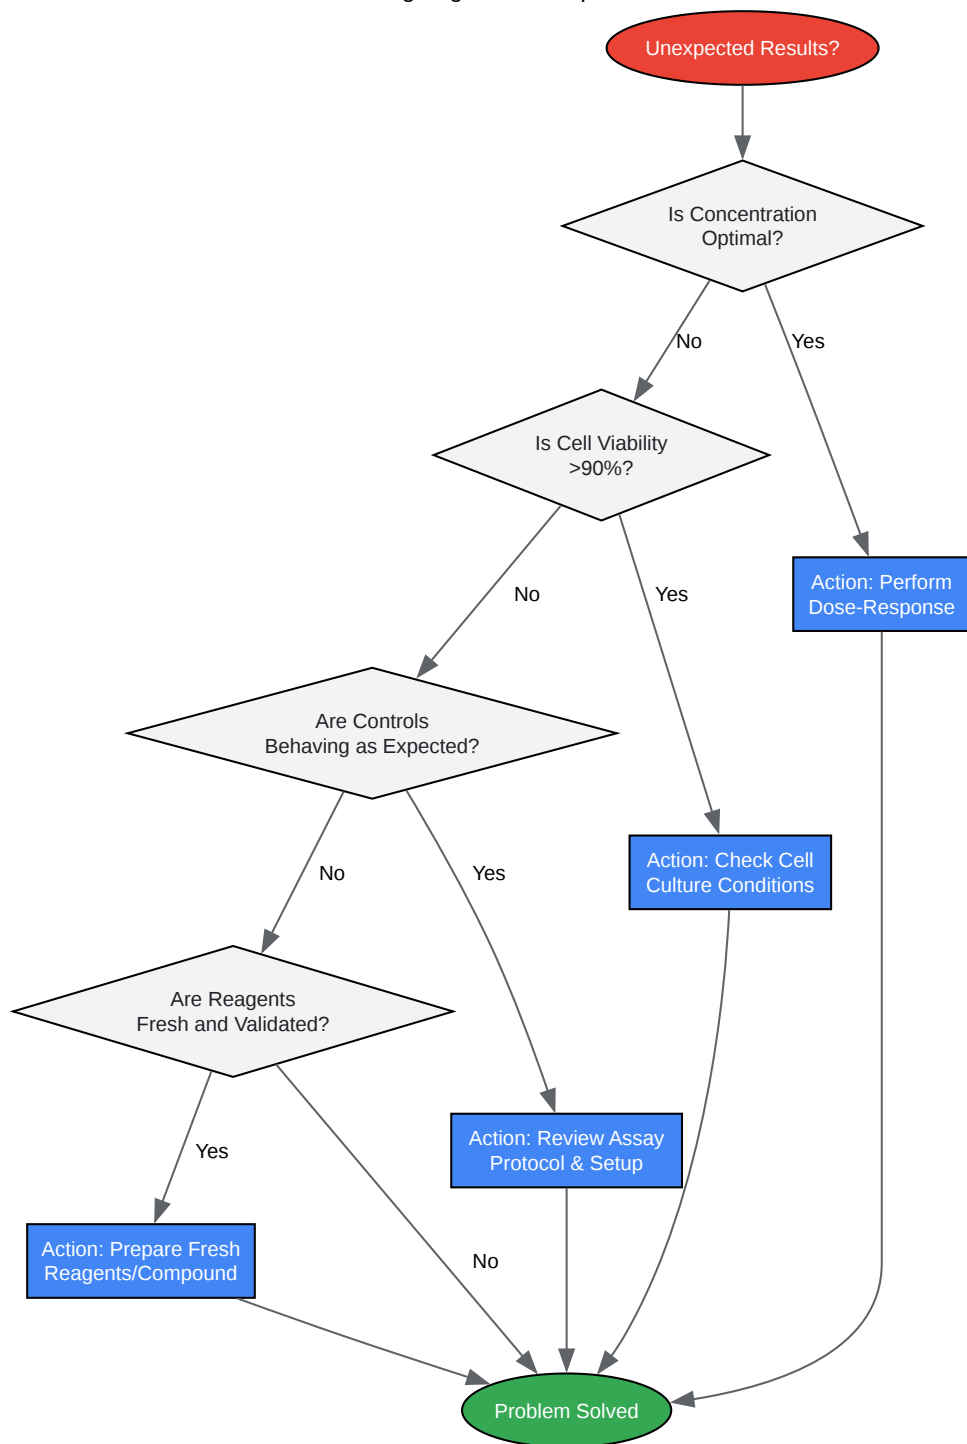 Unexpected Results?
Is Concentration
Optimal?
No
Yes
Is Cell Viability
>90%?
Action: Perform
Dose-Response
No
Yes
Are Controls
Behaving as Expected?
Action: Check Cell
Culture Conditions
No
Yes
Are Reagents
Fresh and Validated?
Action: Review Assay
Protocol & Setup
Yes
Action: Prepare Fresh
Reagents/Compound
No
Problem Solved